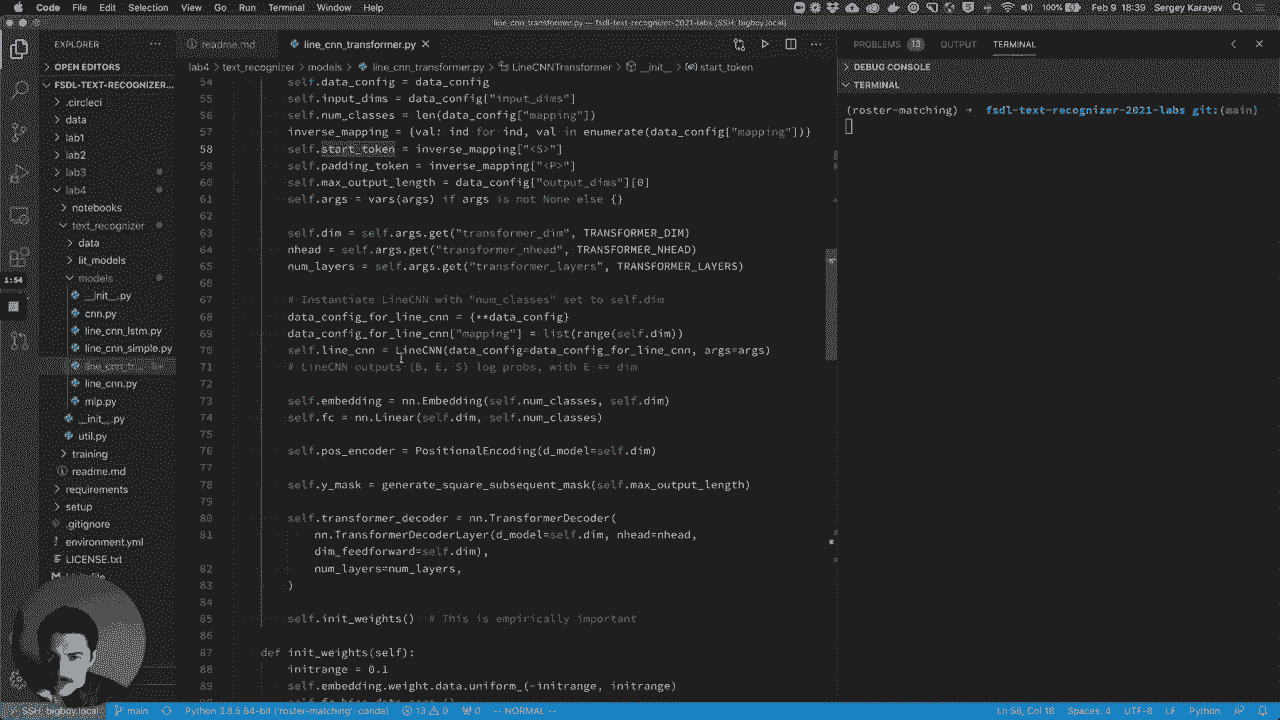 Code File Edit Selection View Go Run Terminal Window Help 100% Feb 9 18:39 Sergey Karayev
line_cnn_transformer.py — fsdl-text-recognizer-2021-labs [SSH: bigboy.local]
EXPLORER
OPEN EDITORS
FSDL-TEXT-RECOGNIZER...
.circleci
data
lab1
lab2
lab3
lab4
notebooks
text_recognizer
data
lit_models
models
__init__.py
cnn.py
line_cnn_lstm.py
line_cnn_simple.py
line_cnn_tr...
line_cnn.py
mlp.py
__init__.py
util.py
training
readme.md
requirements
setup
.gitignore
environment.yml
LICENSE.txt
1:54
readme.md
line_cnn_transformer.py
lab4 > text_recognizer > models > line_cnn_transformer.py > LineCNNTransformer > __init__ > start_token
54 self.data_config = data_config
55 self.input_dims = data_config["input_dims"]
56 self.num_classes = len(data_config["mapping"])
57 inverse_mapping = {val: ind for ind, val in enumerate(data_config["mapping"])}
58 self.start_token = inverse_mapping["<S>"]
59 self.padding_token = inverse_mapping["<P>"]
60 self.max_output_length = data_config["output_dims"][0]
61 self.args = vars(args) if args is not None else {}
62
63 self.dim = self.args.get("transformer_dim", TRANSFORMER_DIM)
64 nhead = self.args.get("transformer_nhead", TRANSFORMER_NHEAD)
65 num_layers = self.args.get("transformer_layers", TRANSFORMER_LAYERS)
66
67 # Instantiate LineCNN with "num_classes" set to self.dim
68 data_config_for_line_cnn = {**data_config}
69 data_config_for_line_cnn["mapping"] = list(range(self.dim))
70 self.line_cnn = LineCNN(data_config=data_config_for_line_cnn, args=args)
71 # LineCNN outputs (B, E, S) log probs, with E == dim
72
73 self.embedding = nn.Embedding(self.num_classes, self.dim)
74 self.fc = nn.Linear(self.dim, self.num_classes)
75
76 self.pos_encoder = PositionalEncoding(d_model=self.dim)
77
78 self.y_mask = generate_square_subsequent_mask(self.max_output_length)
79
80 self.transformer_decoder = nn.TransformerDecoder(
81 nn.TransformerDecoderLayer(d_model=self.dim, nhead=nhead,
dim_feedforward=self.dim),
82 num_layers=num_layers,
83 )
84
85 self.init_weights() # This is empirically important
86
87 def init_weights(self):
88 initrange = 0.1
89 self.embedding.weight.data.uniform_(-initrange, initrange)
PROBLEMS 13 OUTPUT TERMINAL
DEBUG CONSOLE
TERMINAL
(roster-matching) → fsdl-text-recognizer-2021-labs git:(main)
SSH: bigboy.local main Python 3.8.5 64-bit ('roster-matching': conda) 13 0 0 -- NORMAL -- Ln 58, Col 18 Spaces: 4 UTF-8 LF Python